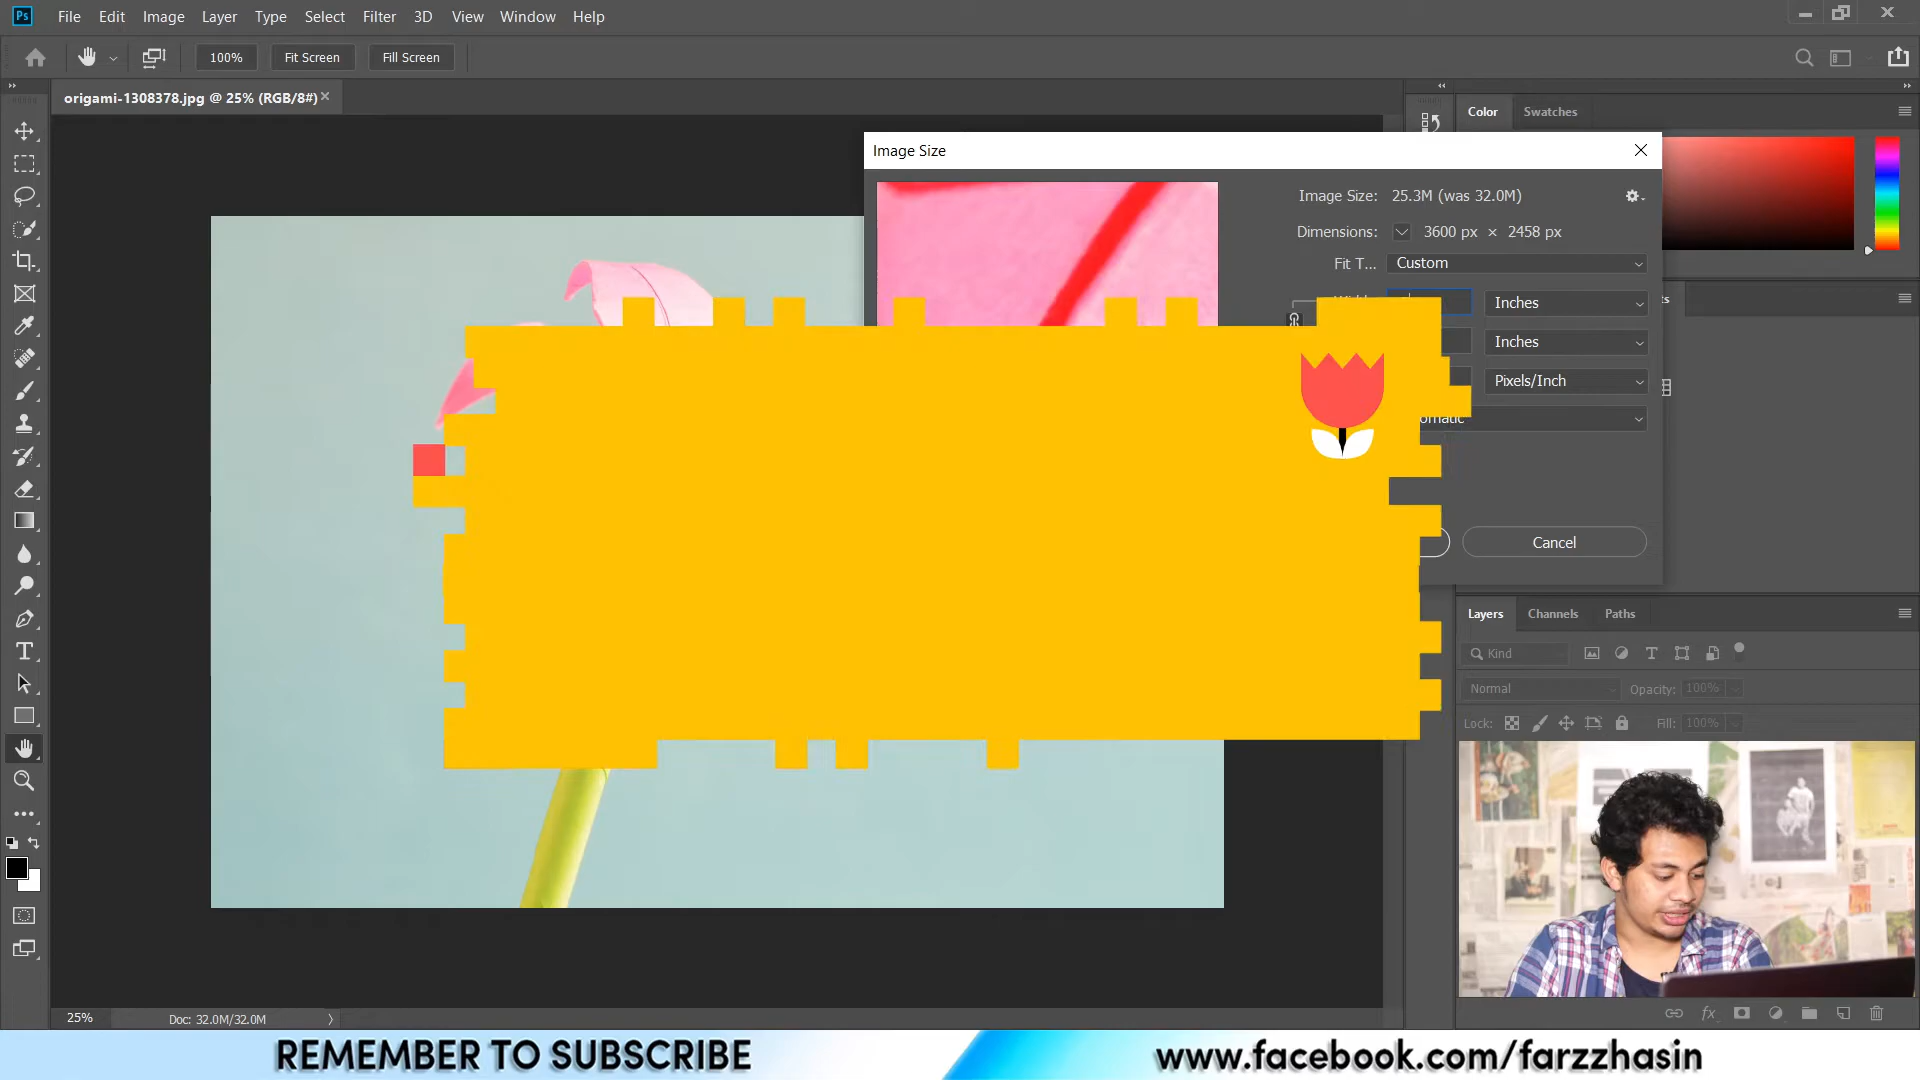 Ps File Edit Image Layer Type Select Filter 3D View Window Help
100% Fit Screen Fill Screen
origami-1308378.jpg @ 25% (RGB/8#)
Color Swatches
Image Size
Image Size: 25.3M (was 32.0M)
Dimensions: 3600 px × 2458 px
Fit T... Custom
Inches
Inches
Pixels/Inch
Cancel
Layers Channels Paths
Kind
Normal Opacity: 100%
Lock: Fill: 100%
25% Doc: 32.0M/32.0M
REMEMBER TO SUBSCRIBE www.facebook.com/farzzhasin